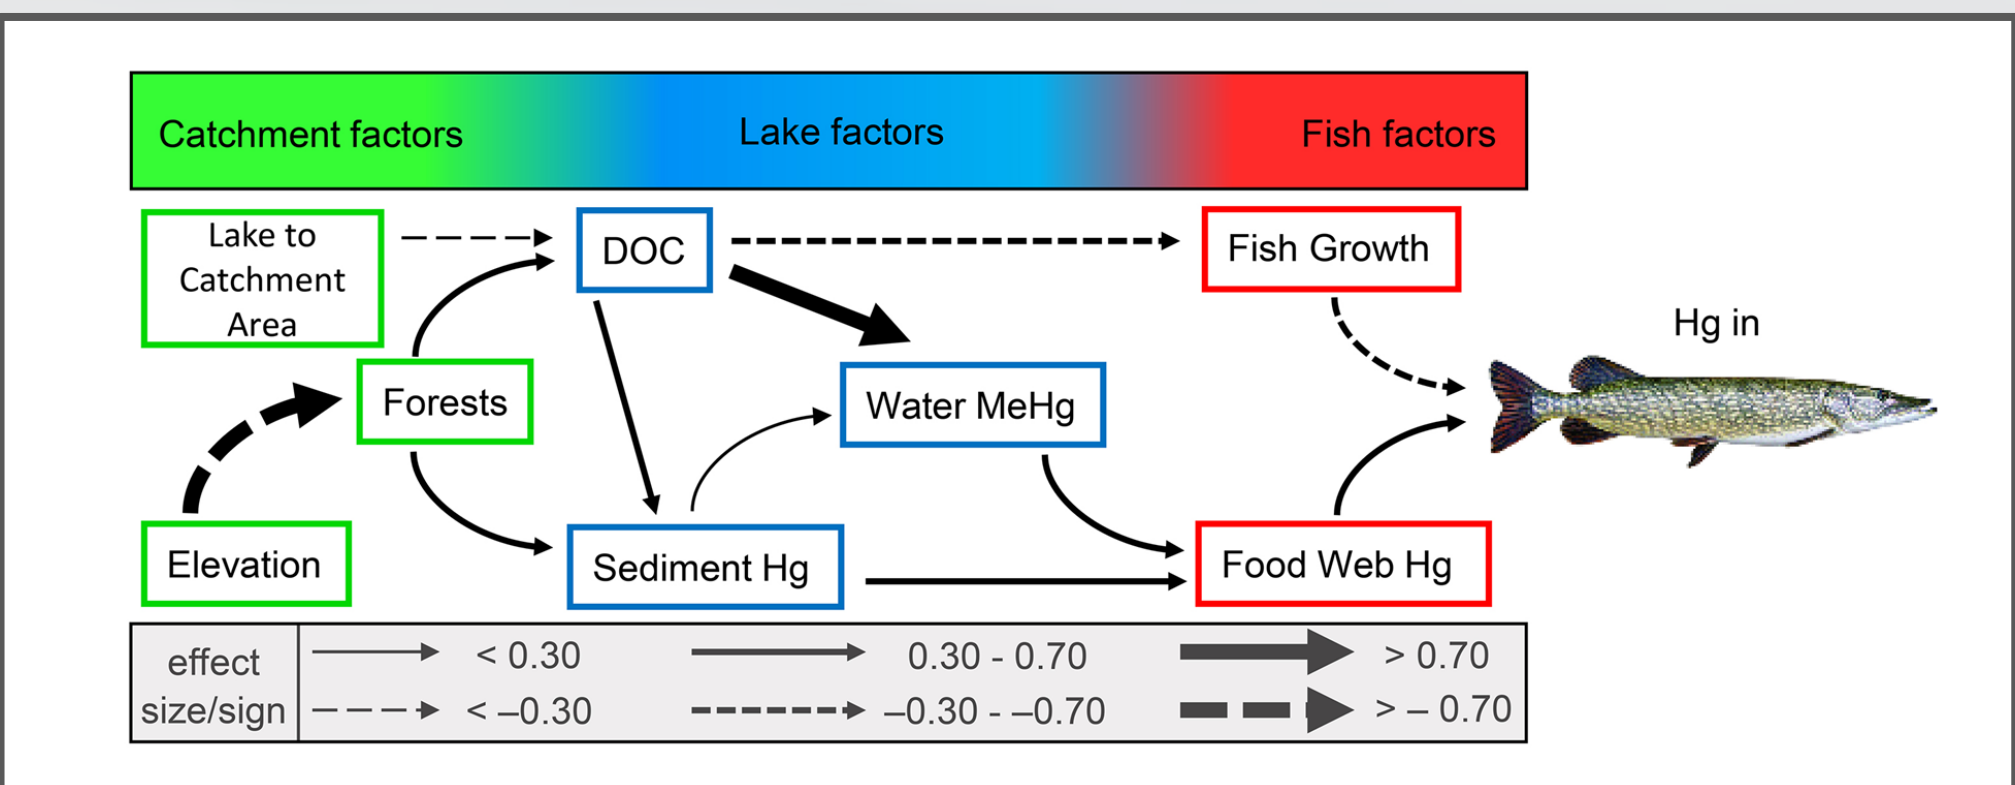 Catchment factors
Lake factors
Fish factors
Lake to
Catchment
Area
DOC
Fish Growth
Hg in
Forests
Water MeHg
Elevation
Sediment Hg
Food Web Hg
effect
size/sign
< 0.30
0.30 - 0.70
> 0.70
< –0.30
–0.30 - –0.70
> – 0.70